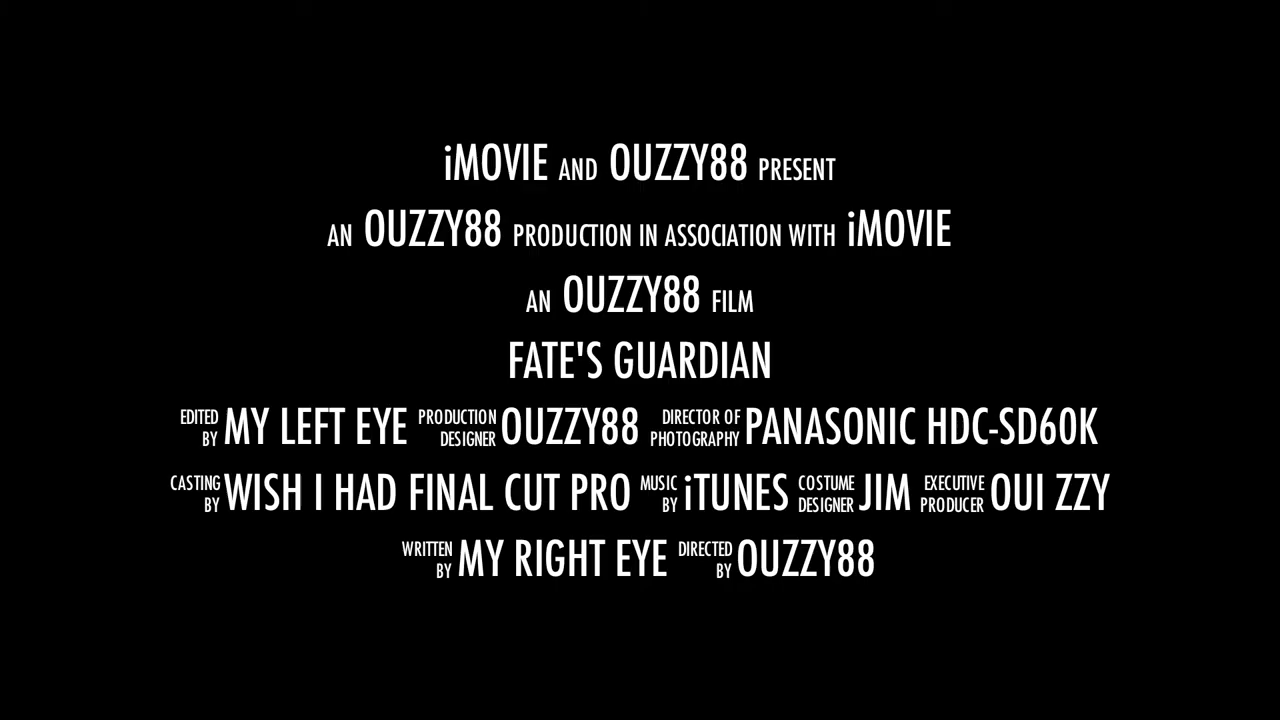 iMOVIE AND OUZZY88 PRESENT
AN OUZZY88 PRODUCTION IN ASSOCIATION WITH iMOVIE
AN OUZZY88 FILM
FATE'S GUARDIAN
EDITED BY MY LEFT EYE PRODUCTION DESIGNER OUZZY88 DIRECTOR OF PHOTOGRAPHY PANASONIC HDC-SD60K
CASTING BY WISH I HAD FINAL CUT PRO MUSIC BY iTUNES COSTUME DESIGNER JIM EXECUTIVE PRODUCER OUI ZZY
WRITTEN BY MY RIGHT EYE DIRECTED BY OUZZY88